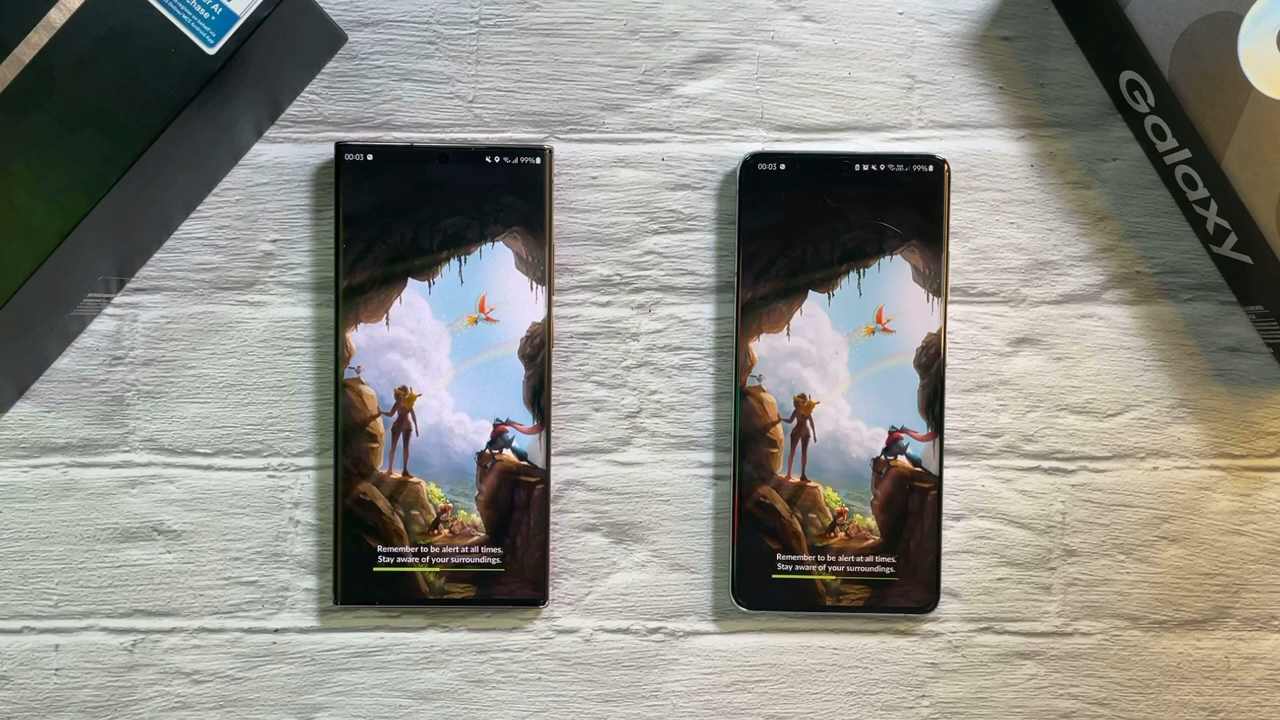 Galaxy
00:03
99%
Remember to be alert at all times.
Stay aware of your surroundings.
00:03
99%
Remember to be alert at all times.
Stay aware of your surroundings.